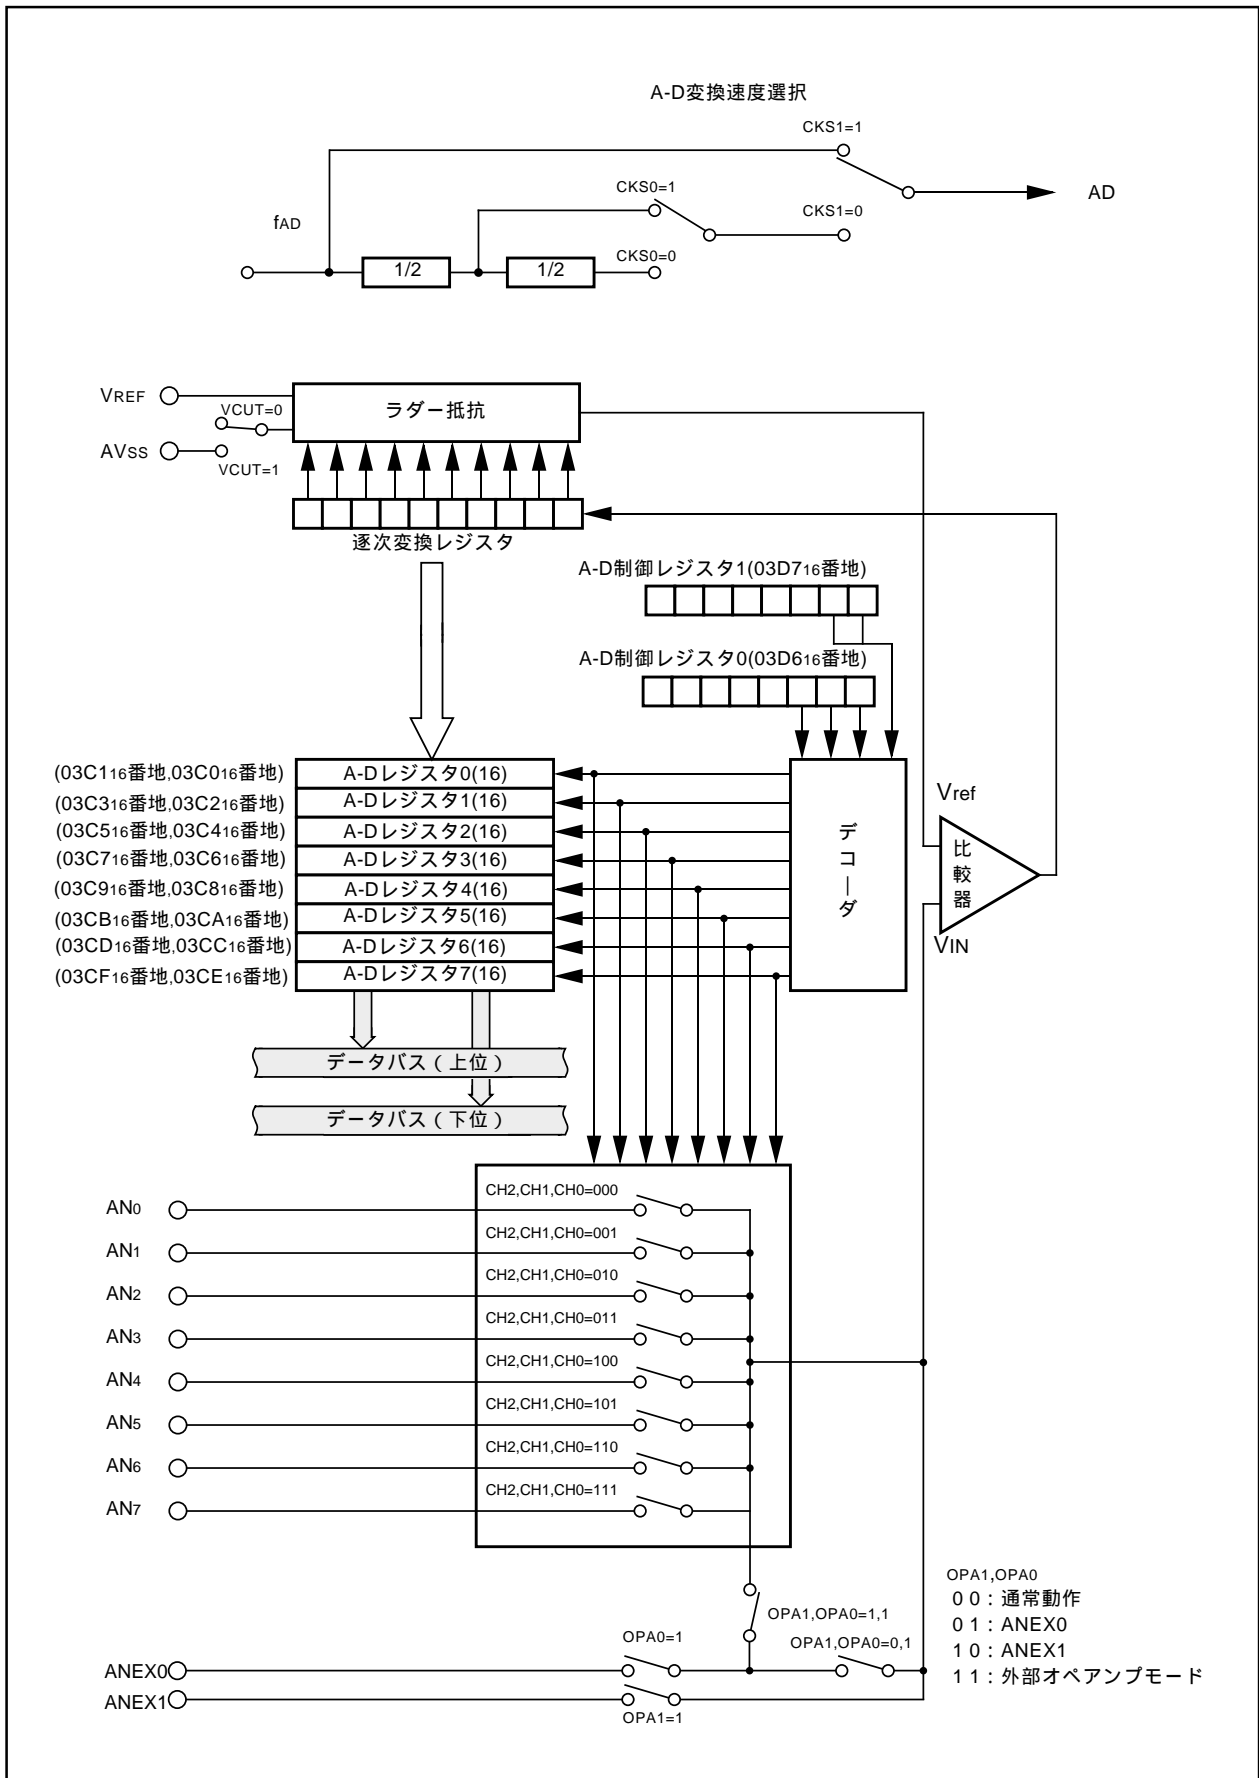 A-D変換速度選択
CKS1=1
CKS0=1
AD
fAD
CKS1=0
1/2
1/2
CKS0=0
VREF
VCUT=0
ラダー抵抗
AVSS
VCUT=1
逐次変換レジスタ
A-D制御レジスタ1(03D716番地)
A-D制御レジスタ0(03D616番地)
(03C116番地,03C016番地)
A-Dレジスタ0(16)
(03C316番地,03C216番地)
A-Dレジスタ1(16)
(03C516番地,03C416番地)
A-Dレジスタ2(16)
(03C716番地,03C616番地)
A-Dレジスタ3(16)
(03C916番地,03C816番地)
A-Dレジスタ4(16)
(03CB16番地,03CA16番地)
A-Dレジスタ5(16)
(03CD16番地,03CC16番地)
A-Dレジスタ6(16)
(03CF16番地,03CE16番地)
A-Dレジスタ7(16)
デコーダ
Vref
比較器
VIN
データバス(上位)
データバス(下位)
AN0
CH2,CH1,CH0=000
AN1
CH2,CH1,CH0=001
AN2
CH2,CH1,CH0=010
AN3
CH2,CH1,CH0=011
AN4
CH2,CH1,CH0=100
AN5
CH2,CH1,CH0=101
AN6
CH2,CH1,CH0=110
AN7
CH2,CH1,CH0=111
OPA1,OPA0
00:通常動作
01:ANEX0
10:ANEX1
11:外部オペアンプモード
OPA1,OPA0=1,1
OPA0=1
OPA1,OPA0=0,1
ANEX0
ANEX1
OPA1=1